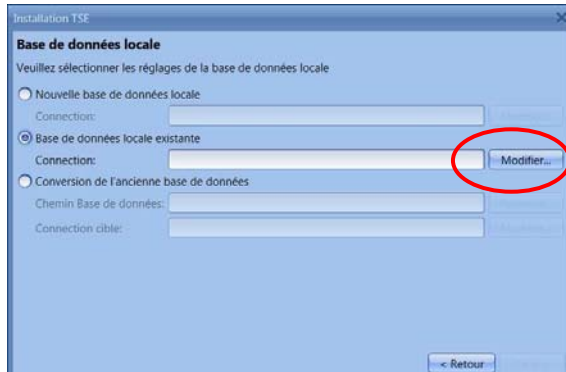 Installation TSE
Base de données locale
Veuillez sélectionner les réglages de la base de données locale
Nouvelle base de données locale
Connection:
Base de données locale existante
Connection: Modifier...
Conversion de l'ancienne base de données
Chemin Base de données:
Connection cible:
< Retour